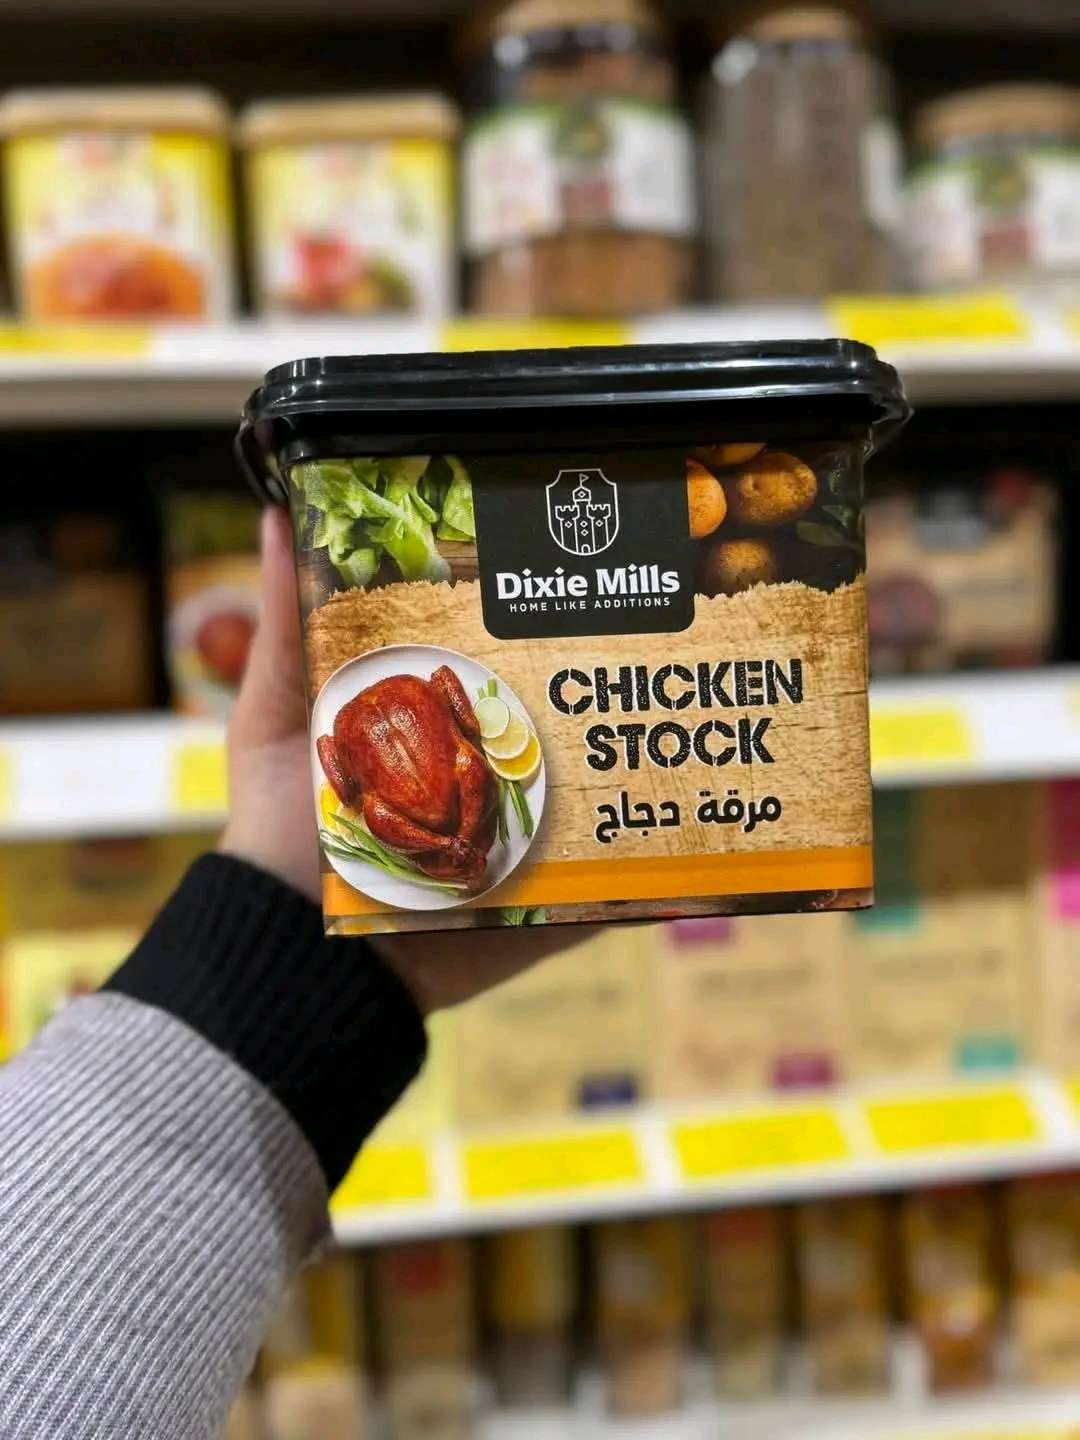 Dixie Mills
HOME LIKE ADDITIONS
CHICKEN
STOCK
مرقة دجاج